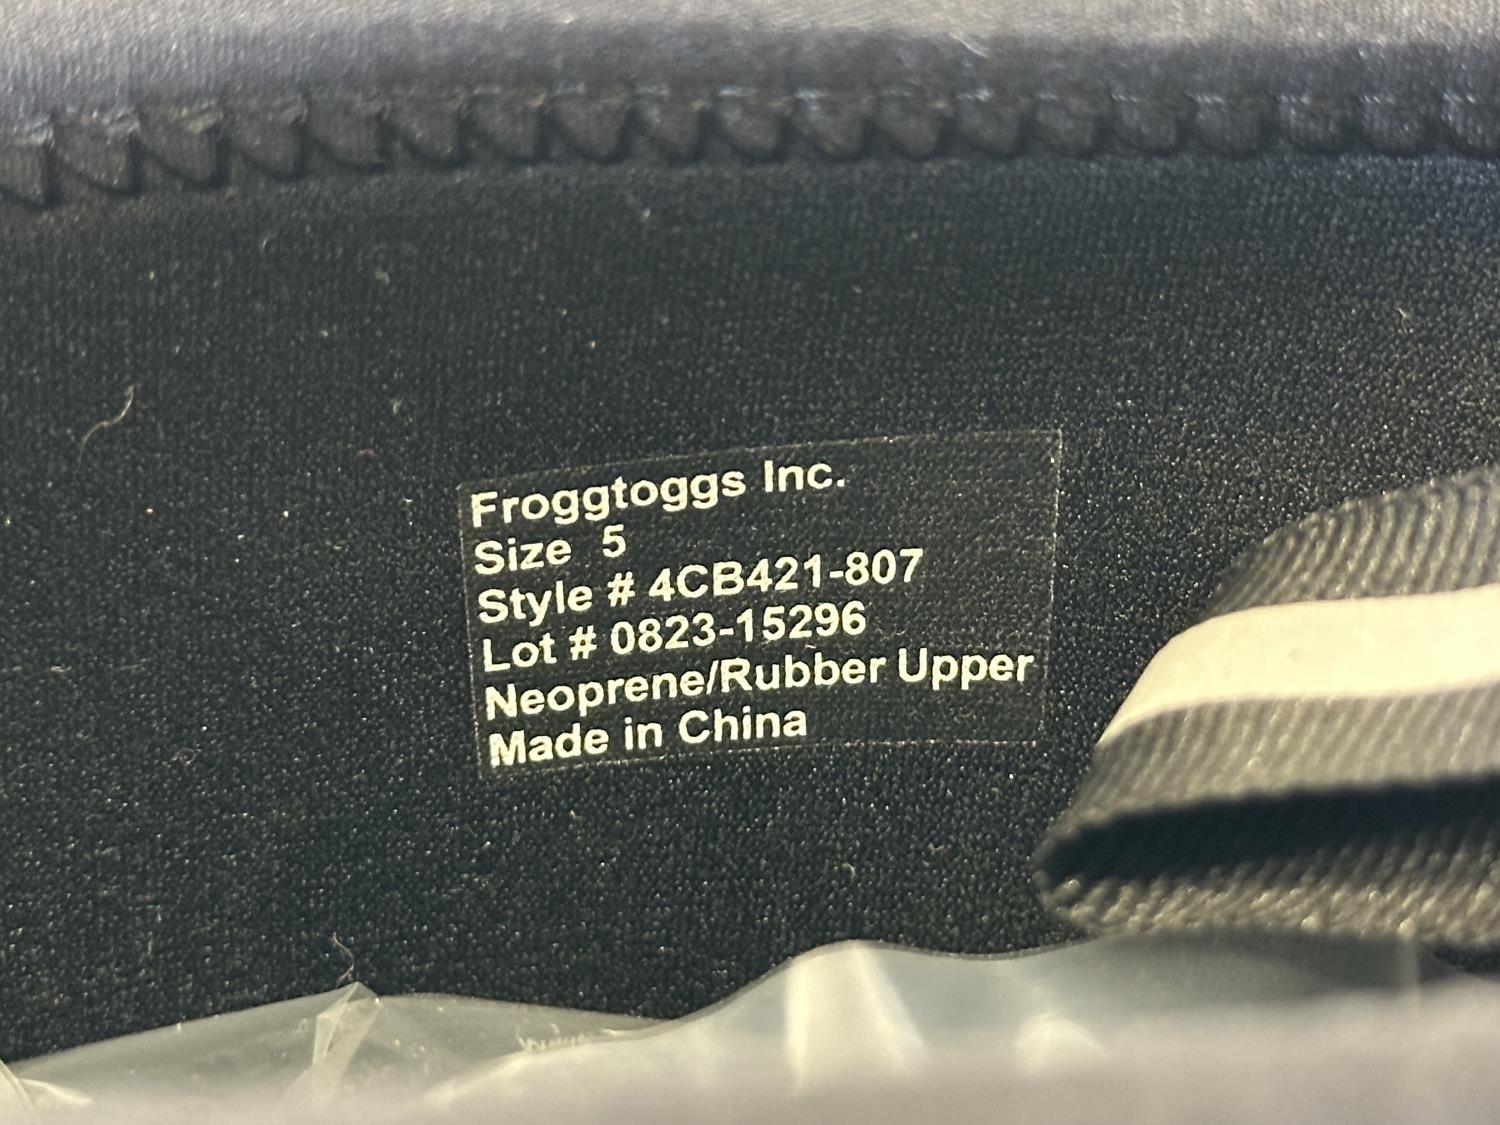 Froggtoggs Inc.
Size 5
Style # 4CB421-807
Lot # 0823-15296
Neoprene/Rubber Upper
Made in China